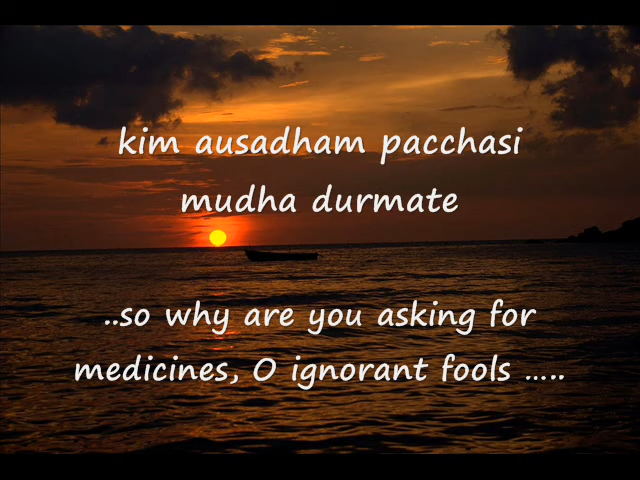 kim ausadham pacchasi
mudha durmate
..so why are you asking for
medicines, O ignorant fools .....